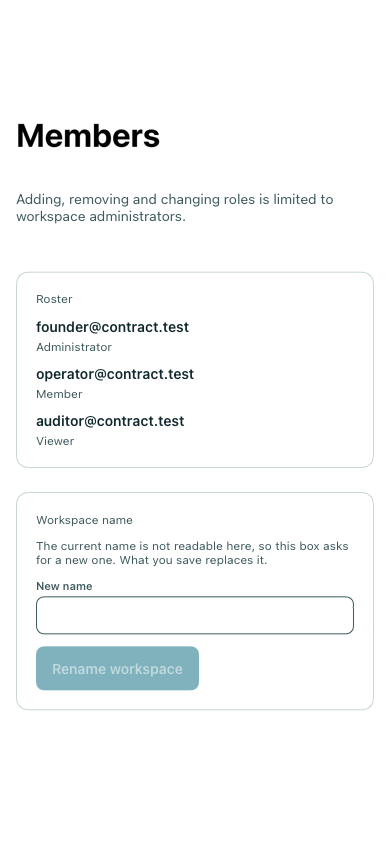 Members
Adding, removing and changing roles is limited to
workspace administrators.
Roster
founder@contract.test
Administrator
operator@contract.test
Member
auditor@contract.test
Viewer
Workspace name
The current name is not readable here, so this box asks
for a new one. What you save replaces it.
New name
Rename workspace